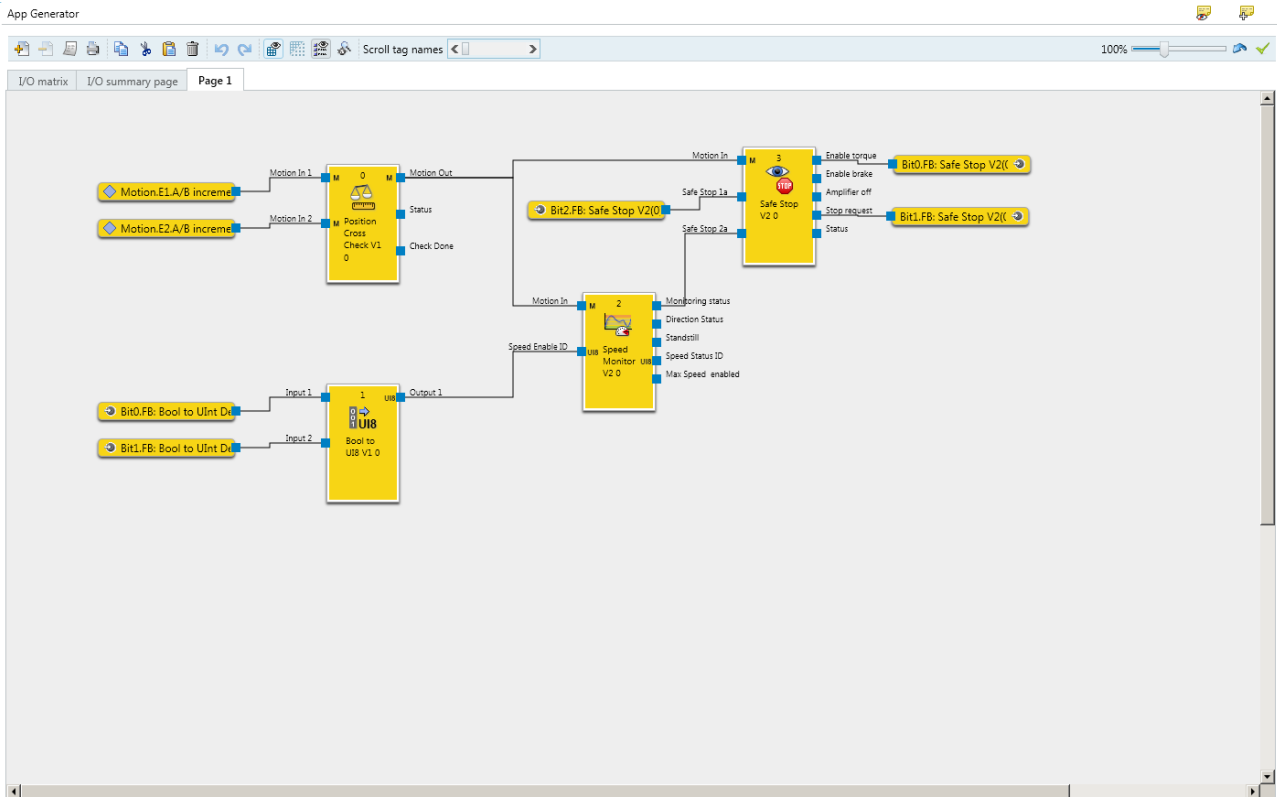 App Generator
Scroll tag names
100%
I/O matrix
I/O summary page
Page 1
Motion.E1.A/B increme
Motion.E2.A/B increme
Motion In 1
Motion In 2
M
0
M
M
Position
Cross
Check V1
0
Motion Out
Status
Check Done
Bit2.FB: Safe Stop V2(0
Motion In
Safe Stop 1a
Safe Stop 2a
M
3
STOP
Safe Stop
V2 0
Enable torque
Enable brake
Amplifier off
Stop request
Status
Bit0.FB: Safe Stop V2((
Bit1.FB: Safe Stop V2((
Motion In
Speed Enable ID
M
2
UI8
Speed
Monitor
UI8
V2 0
Monitoring status
Direction Status
Standstill
Speed Status ID
Max Speed enabled
Bit0.FB: Bool to UInt De
Bit1.FB: Bool to UInt De
Input 1
Input 2
1
UI8
001
UI8
Bool to
UI8 V1 0
Output 1